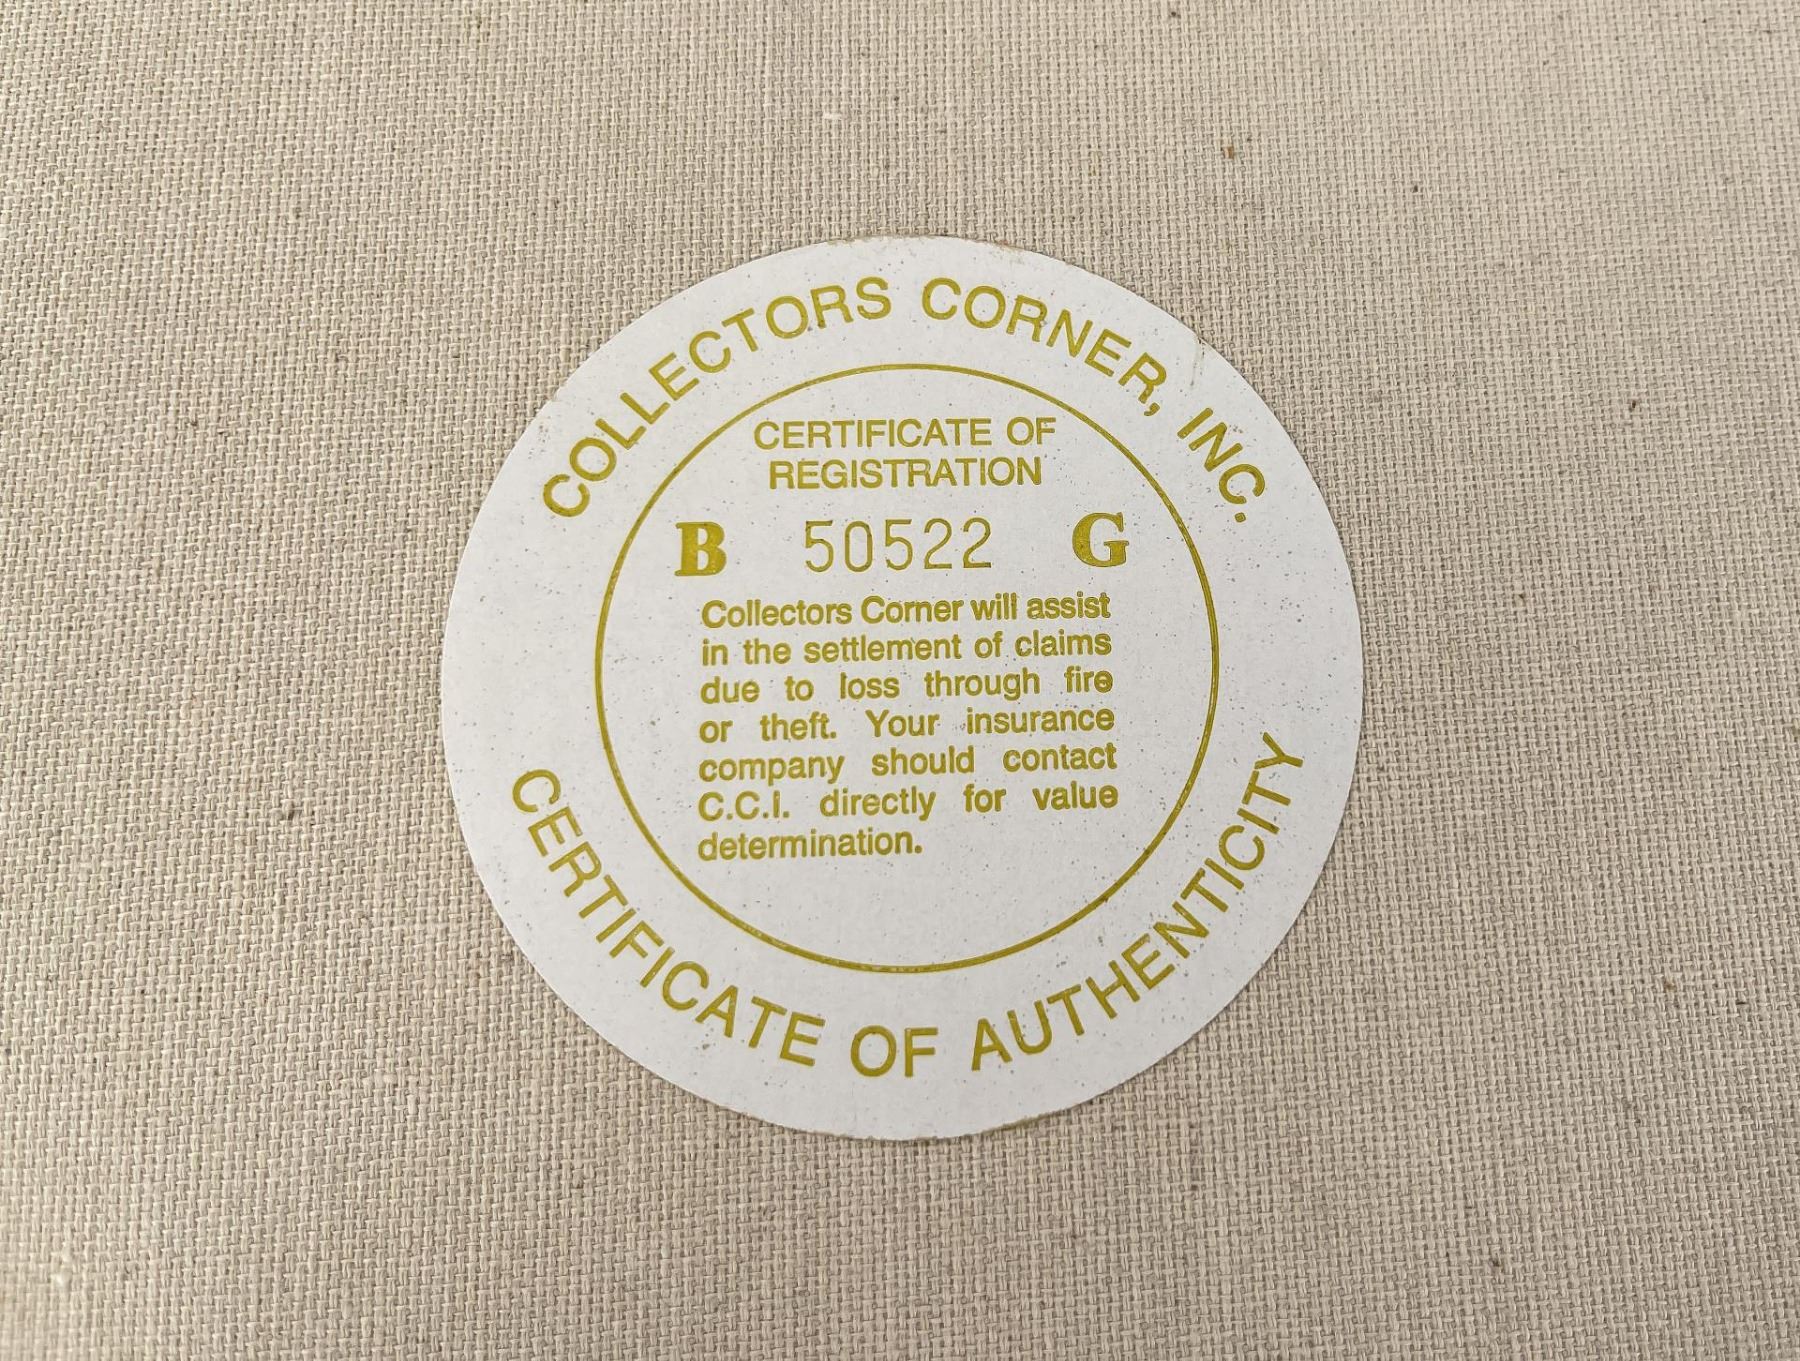 COLLECTORS CORNER, INC.
CERTIFICATE OF
REGISTRATION
B 50522 G
Collectors Corner will assist
in the settlement of claims
due to loss through fire
or theft. Your insurance
company should contact
C.C.I. directly for value
determination.
CERTIFICATE OF AUTHENTICITY